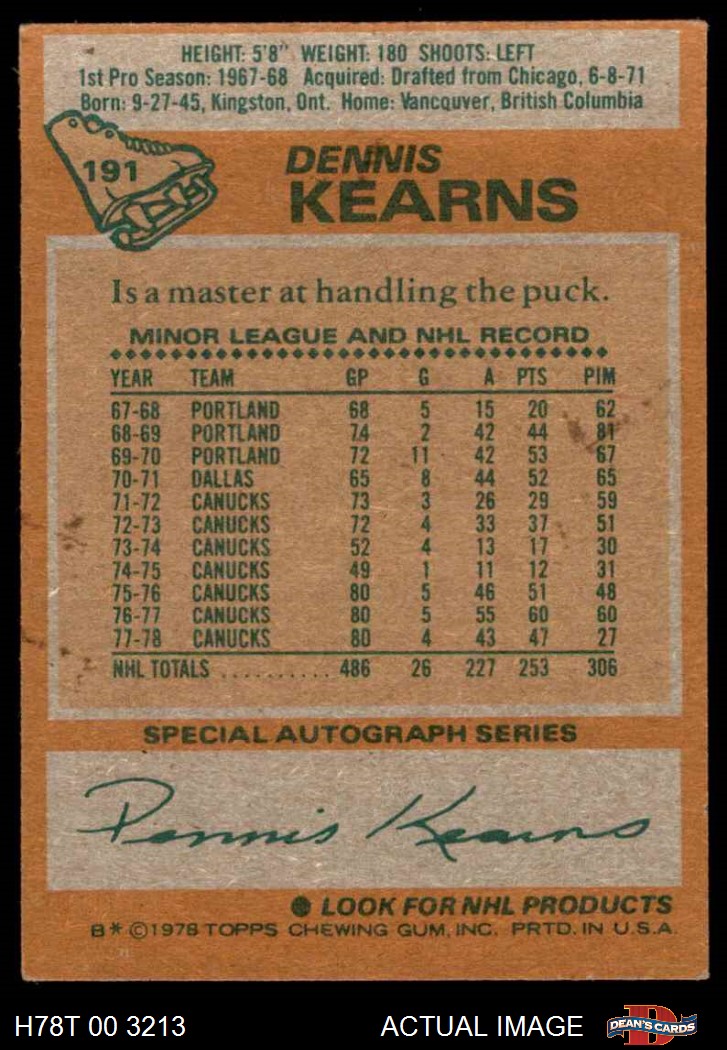 HEIGHT: 5'8" WEIGHT: 180 SHOOTS: LEFT
1st Pro Season: 1967-68 Acquired: Drafted from Chicago, 6-8-71
Born: 9-27-45, Kingston, Ont. Home: Vancouver, British Columbia
191
DENNIS
KEARNS
Is a master at handling the puck.
MINOR LEAGUE AND NHL RECORD
YEAR TEAM GP G A PTS PIM
67-68 PORTLAND 68 5 15 20 62
68-69 PORTLAND 74 2 42 44 81
69-70 PORTLAND 72 11 42 53 67
70-71 DALLAS 65 8 44 52 65
71-72 CANUCKS 73 3 26 29 59
72-73 CANUCKS 72 4 33 37 51
73-74 CANUCKS 52 4 13 17 30
74-75 CANUCKS 49 1 11 12 31
75-76 CANUCKS 80 5 46 51 48
76-77 CANUCKS 80 5 55 60 60
77-78 CANUCKS 80 4 43 47 27
NHL TOTALS .......... 486 26 227 253 306
SPECIAL AUTOGRAPH SERIES
Dennis Kearns
● LOOK FOR NHL PRODUCTS
B* ©1978 TOPPS CHEWING GUM, INC. PRTD. IN U.S.A.
H78T 00 3213 ACTUAL IMAGE D DEAN'S CARDS